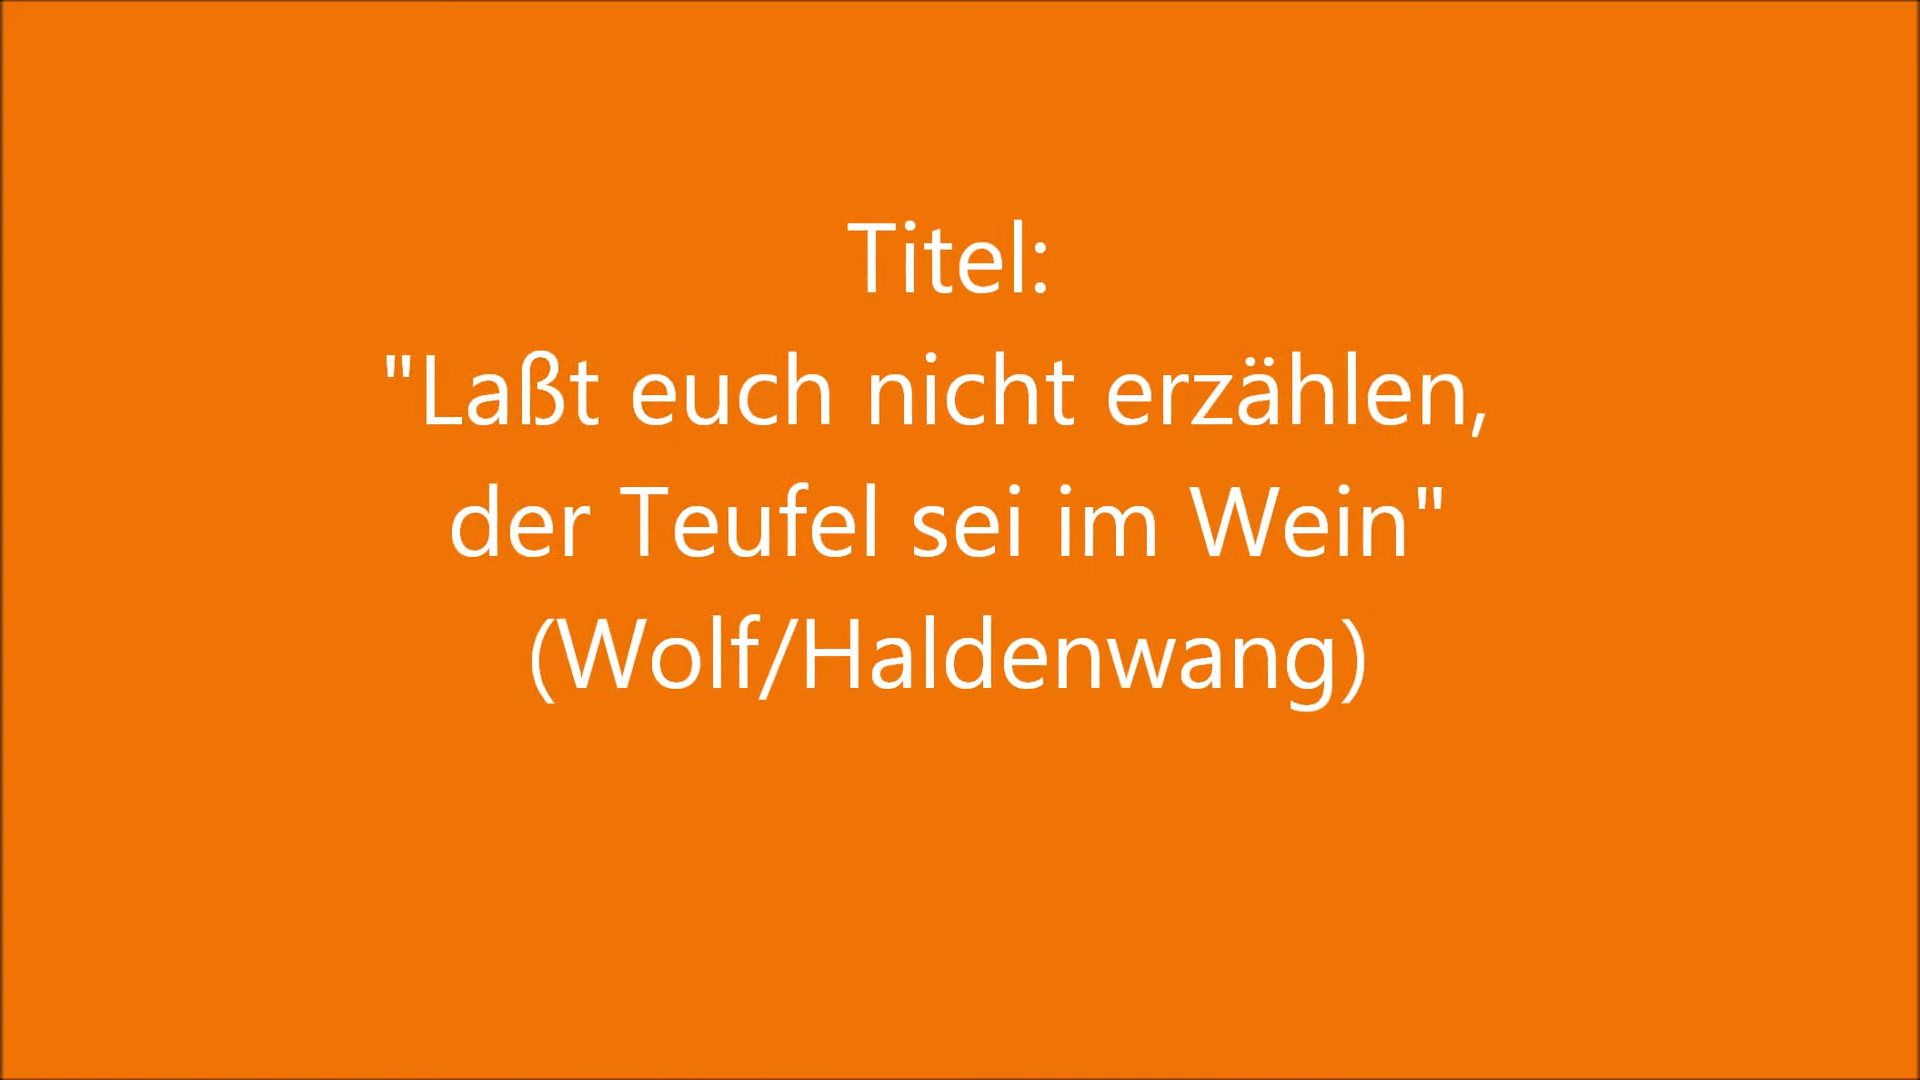 Titel:
"Laßt euch nicht erzählen,
der Teufel sei im Wein"
(Wolf/Haldenwang)